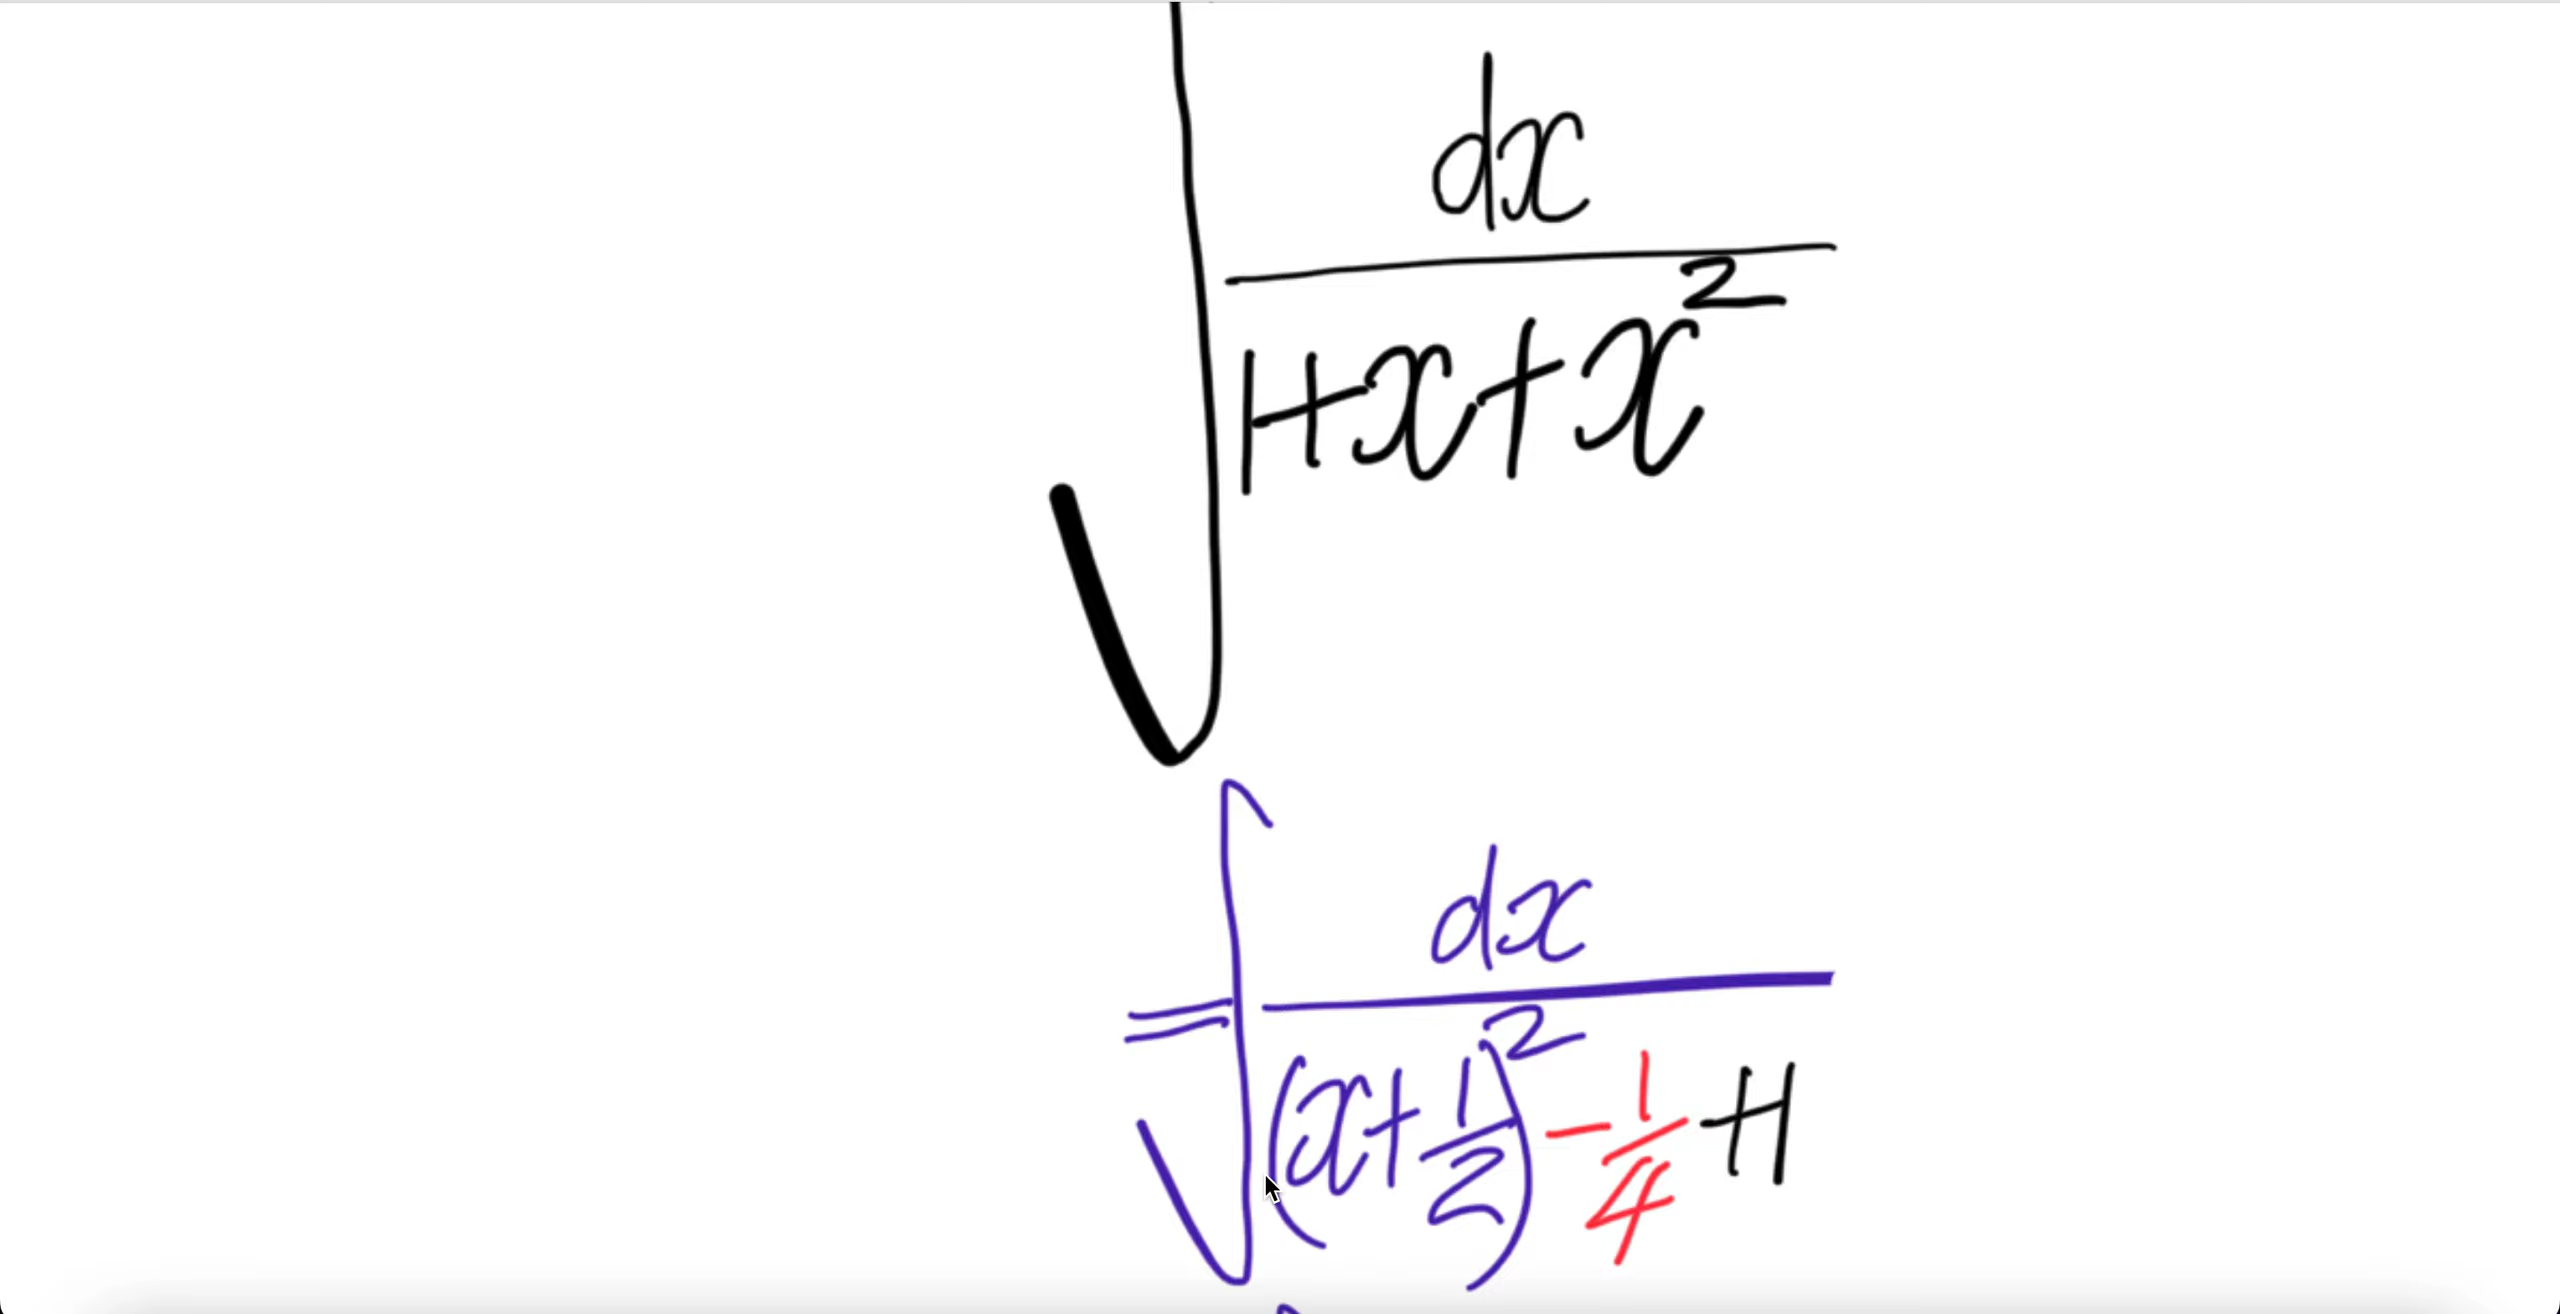 ∫ dx / (1+x+x²)
= ∫ dx / ((x+1/2)² - 1/4 + 1)